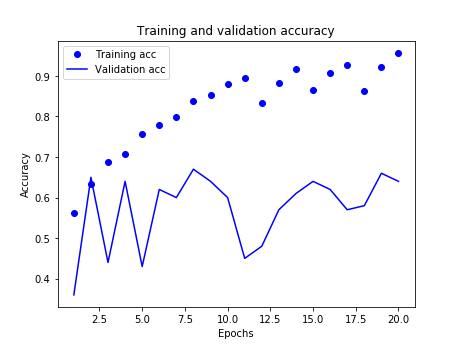 Training and validation accuracy
Training acc
Validation acc
0.9
0.8
0.7
0.6
0.5
0.4
Accuracy
2.5 5.0 7.5 10.0 12.5 15.0 17.5 20.0
Epochs